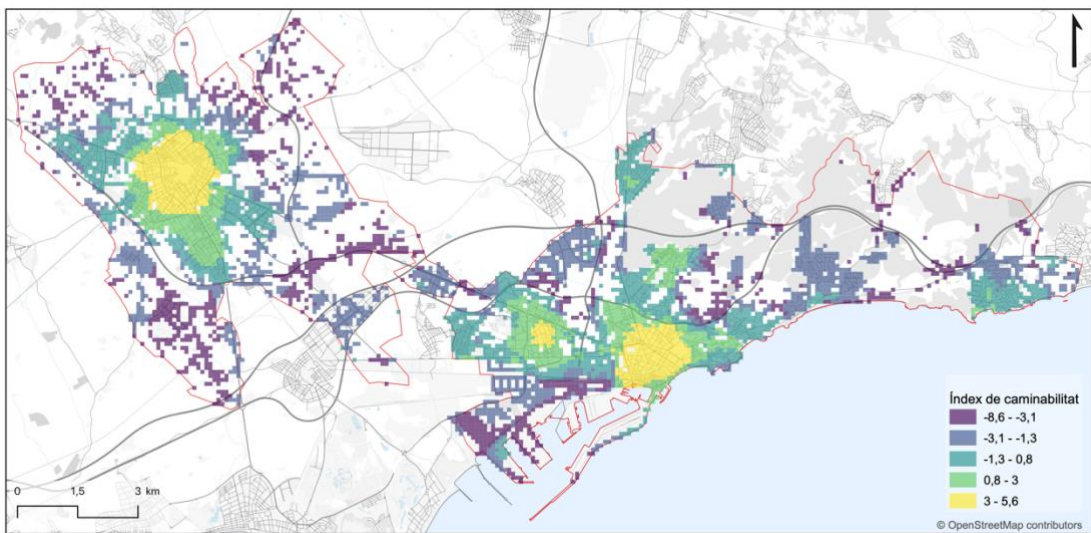 Índex de caminabilitat
-8,6 - -3,1
-3,1 - -1,3
-1,3 - 0,8
0,8 - 3
3 - 5,6
0 1,5 3 km
© OpenStreetMap contributors